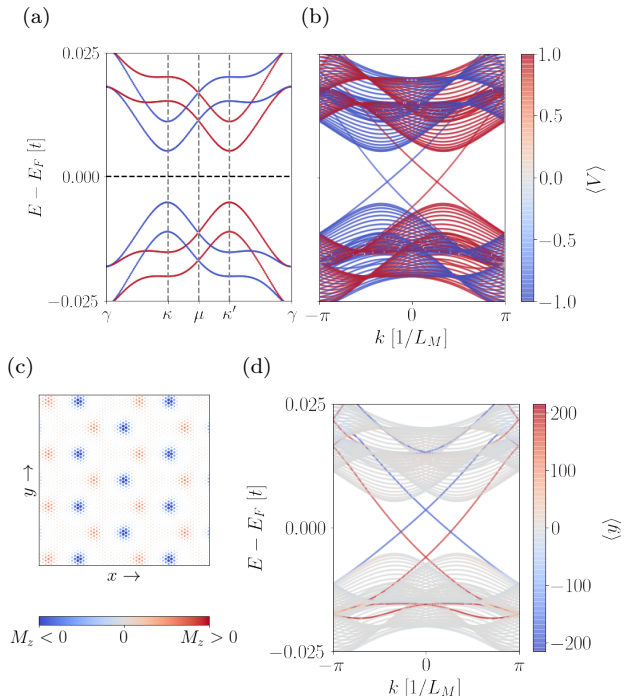 (a)
0.025
0.000
−0.025
E − E_F [t]
γ κ μ κ′ γ
(b)
−π 0 π
k [1/L_M]
1.0
0.5
0.0
−0.5
−1.0
⟨V⟩
(c)
y →
x →
M_z < 0 0 M_z > 0
(d)
0.025
0.000
−0.025
E − E_F [t]
−π 0 π
k [1/L_M]
200
100
0
−100
−200
⟨y⟩